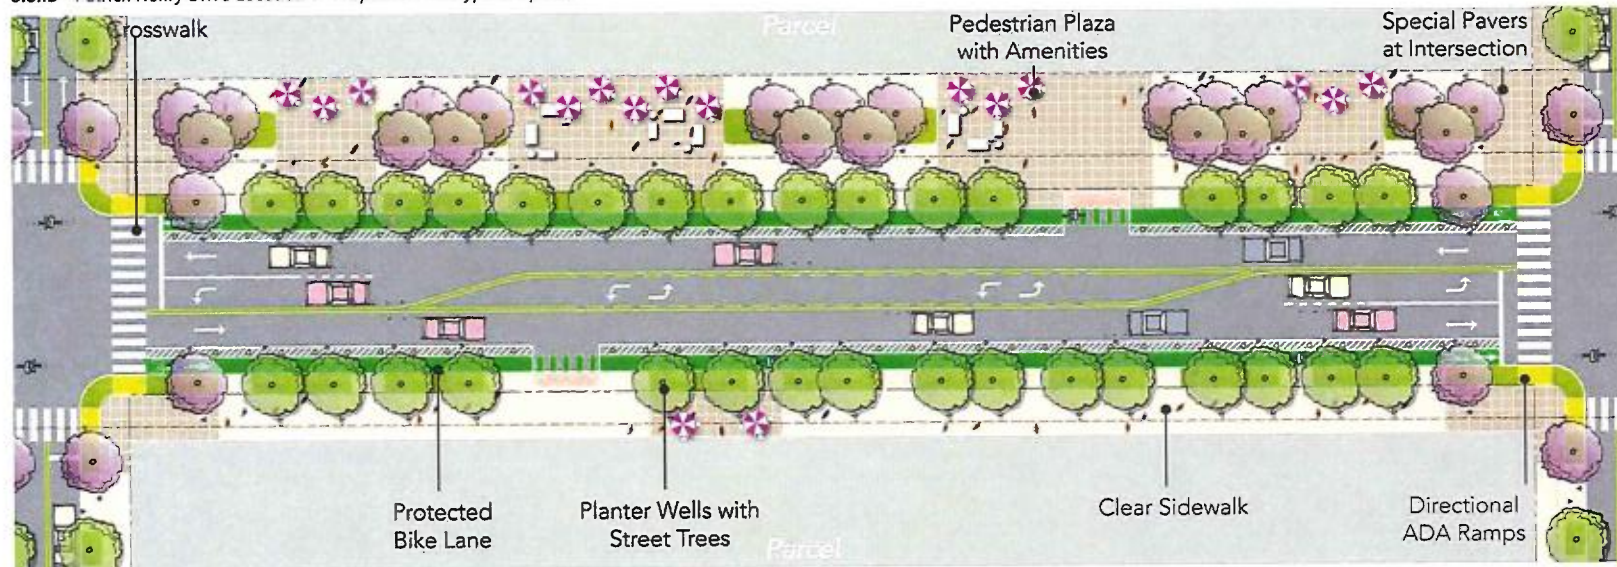 rosswalk
Parcel
Pedestrian Plaza
with Amenities
Special Pavers
at Intersection
Protected
Bike Lane
Planter Wells with
Street Trees
Clear Sidewalk
Directional
ADA Ramps
Parcel